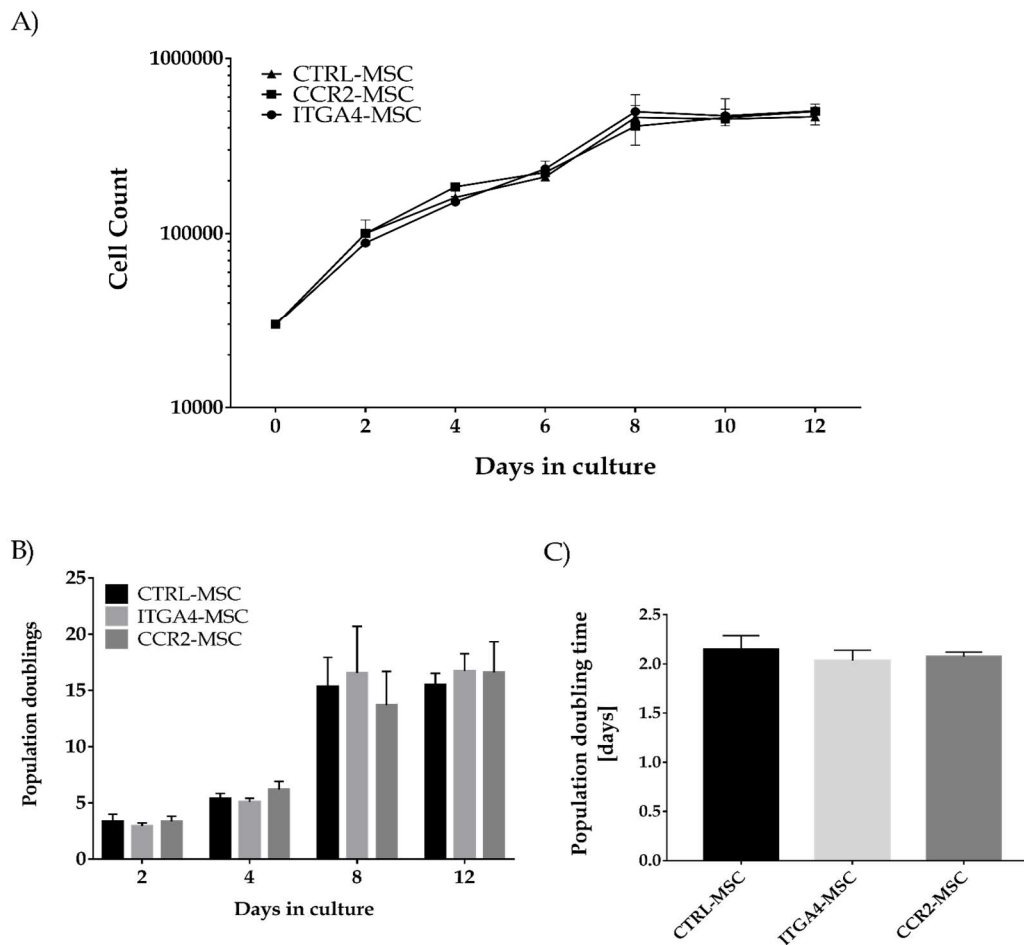 A)
1000000
100000
10000
Cell Count
CTRL-MSC
CCR2-MSC
ITGA4-MSC
0 2 4 6 8 10 12
Days in culture
B)
25
20
15
10
5
0
Population doublings
CTRL-MSC
ITGA4-MSC
CCR2-MSC
2 4 8 12
Days in culture
C)
2.5
2.0
1.5
1.0
0.5
0.0
Population doubling time
[days]
CTRL-MSC
ITGA4-MSC
CCR2-MSC